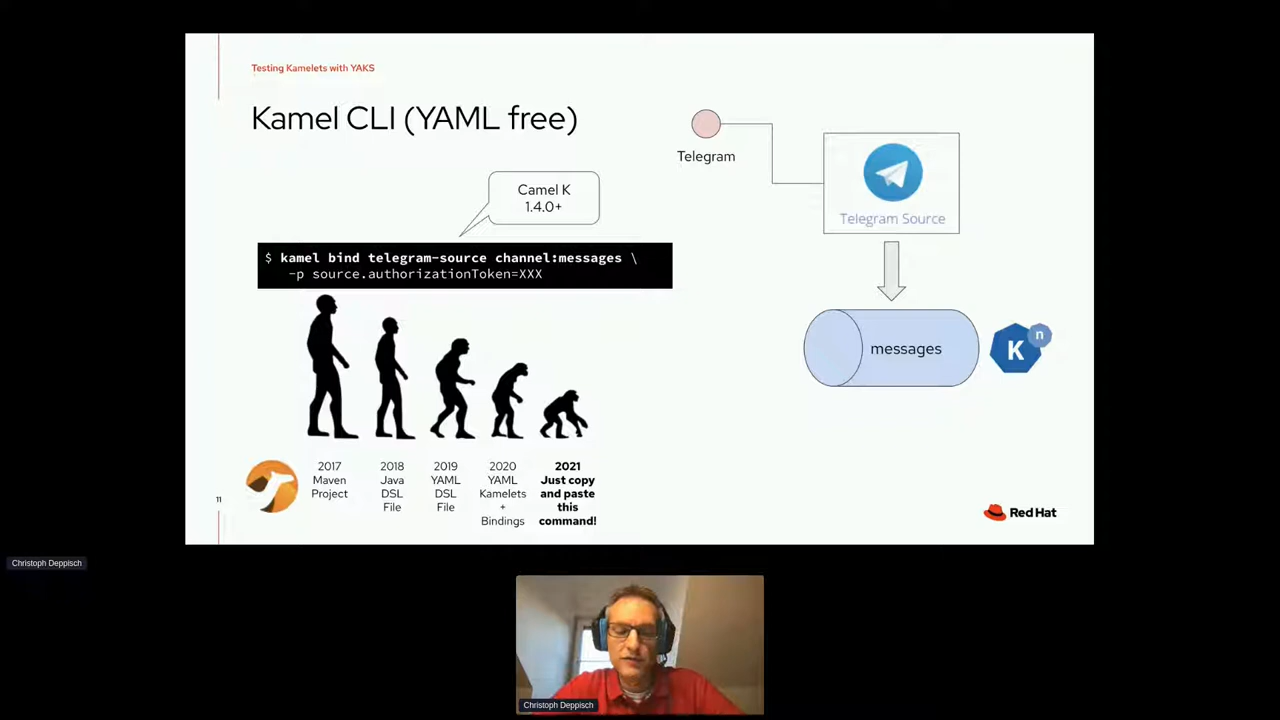 Testing Kamelets with YAKS
Kamel CLI (YAML free)
Telegram
Telegram Source
Camel K
1.4.0+
$ kamel bind telegram-source channel:messages \
-p source.authorizationToken=XXX
messages
K
n
2017
Maven
Project
2018
Java
DSL
File
2019
YAML
DSL
File
2020
YAML
Kamelets
+
Bindings
2021
Just copy
and paste
this
command!
11
Red Hat
Christoph Deppisch
Christoph Deppisch